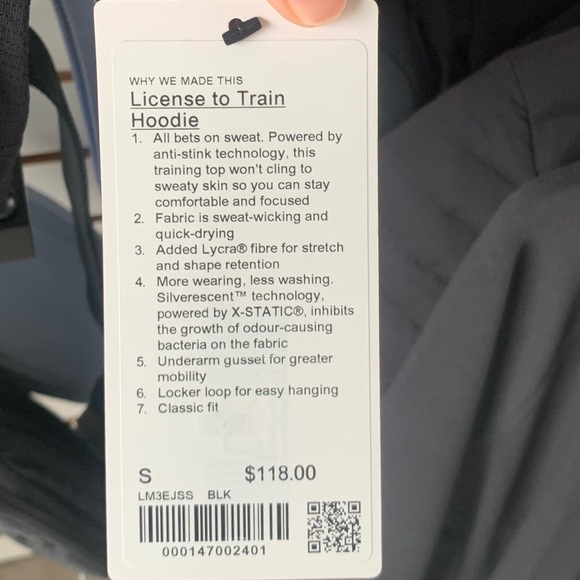 WHY WE MADE THIS
License to Train
Hoodie
1. All bets on sweat. Powered by
anti-stink technology, this
training top won't cling to
sweaty skin so you can stay
comfortable and focused
2. Fabric is sweat-wicking and
quick-drying
3. Added Lycra® fibre for stretch
and shape retention
4. More wearing, less washing.
Silverescent™ technology,
powered by X-STATIC®, inhibits
the growth of odour-causing
bacteria on the fabric
5. Underarm gusset for greater
mobility
6. Locker loop for easy hanging
7. Classic fit
S $118.00
LM3EJSS BLK
000147002401